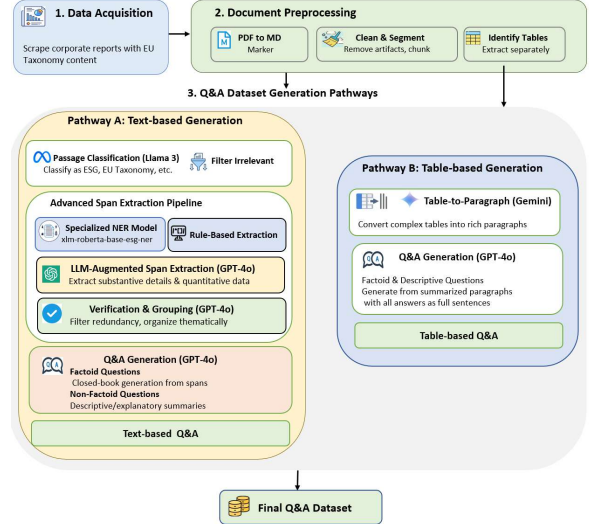 1. Data Acquisition
Scrape corporate reports with EU
Taxonomy content
2. Document Preprocessing
PDF to MD
Marker
Clean & Segment
Remove artifacts, chunk
Identify Tables
Extract separately
3. Q&A Dataset Generation Pathways
Pathway A: Text-based Generation
Passage Classification (Llama 3)
Classify as ESG, EU Taxonomy, etc.
Filter Irrelevant
Advanced Span Extraction Pipeline
Specialized NER Model
xlm-roberta-base-esg-ner
Rule-Based Extraction
LLM-Augmented Span Extraction (GPT-4o)
Extract substantive details & quantitative data
Verification & Grouping (GPT-4o)
Filter redundancy, organize thematically
Q&A Generation (GPT-4o)
Factoid Questions
Closed-book generation from spans
Non-Factoid Questions
Descriptive/explanatory summaries
Text-based Q&A
Pathway B: Table-based Generation
Table-to-Paragraph (Gemini)
Convert complex tables into rich paragraphs
Q&A Generation (GPT-4o)
Factoid & Descriptive Questions
Generate from summarized paragraphs
with all answers as full sentences
Table-based Q&A
Final Q&A Dataset